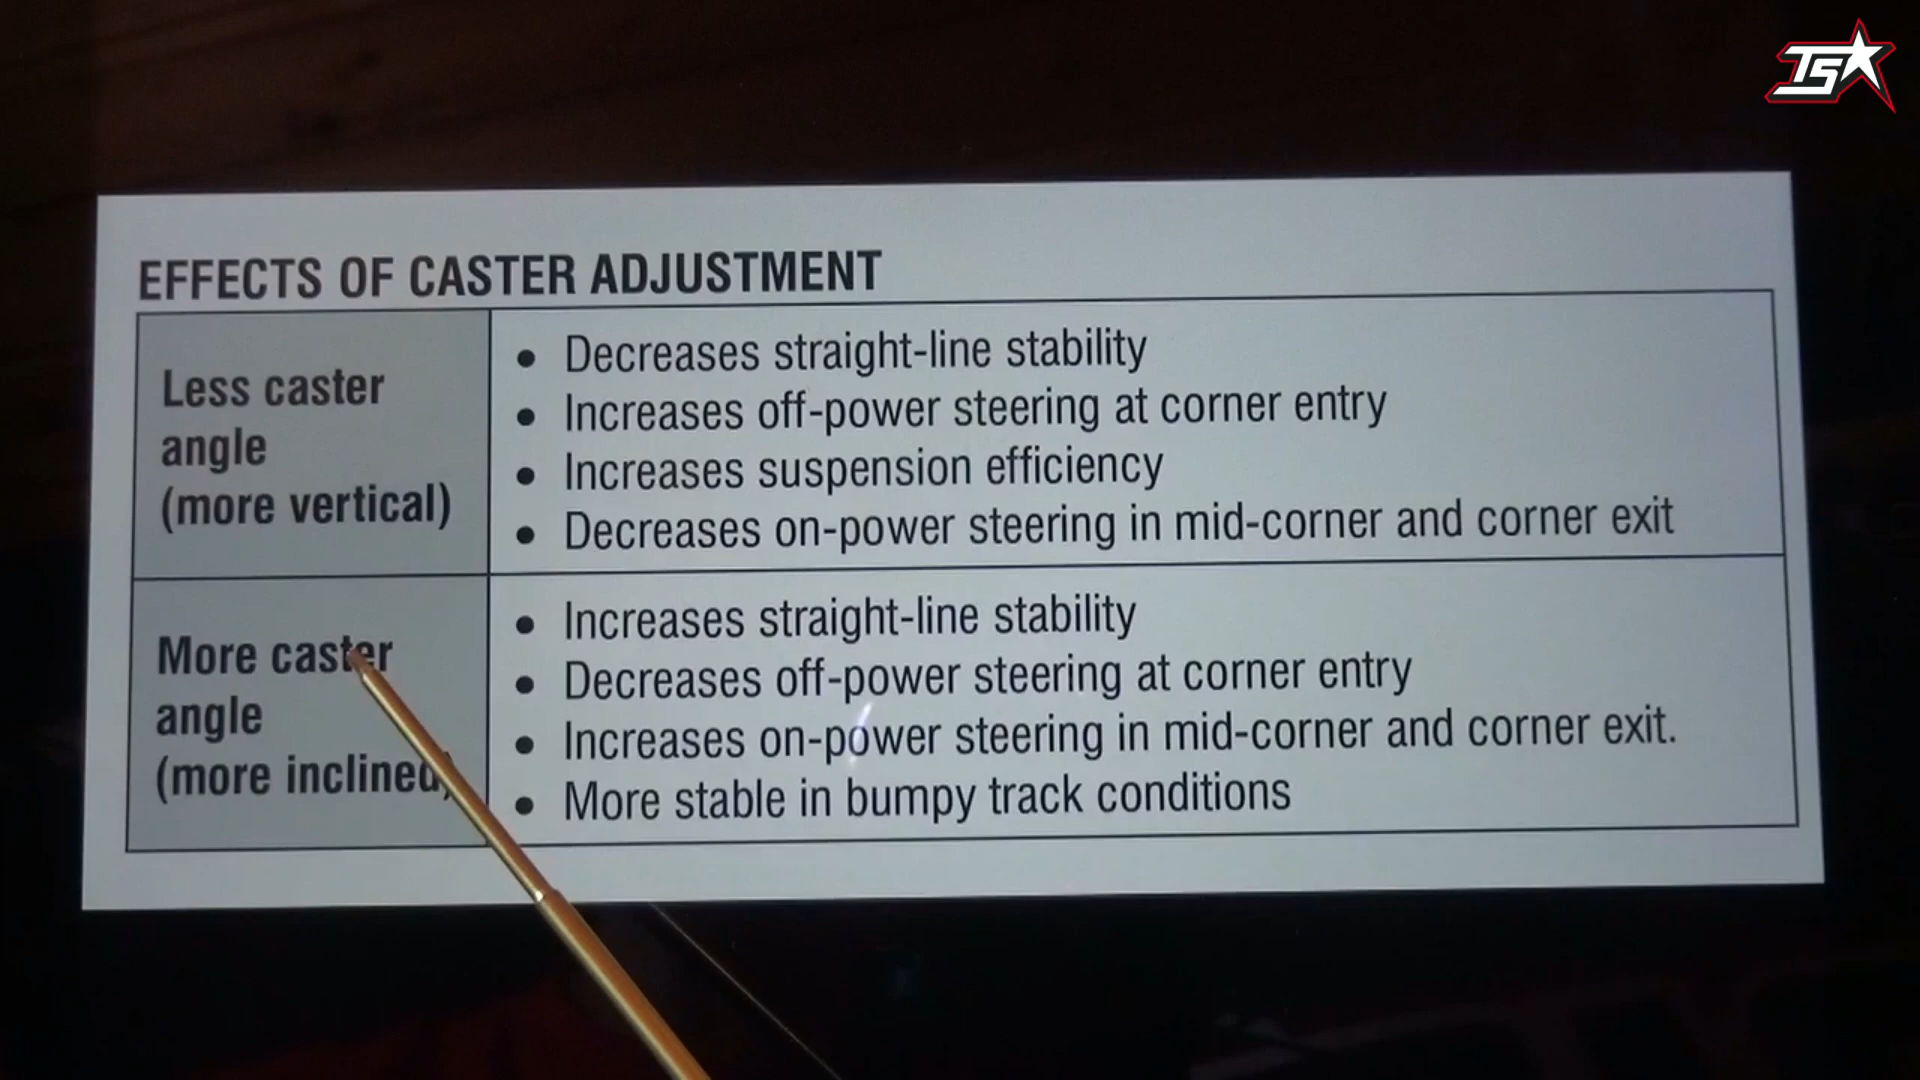 TS
EFFECTS OF CASTER ADJUSTMENT
Less caster
angle
(more vertical)
• Decreases straight-line stability
• Increases off-power steering at corner entry
• Increases suspension efficiency
• Decreases on-power steering in mid-corner and corner exit
More caster
angle
(more inclined)
• Increases straight-line stability
• Decreases off-power steering at corner entry
• Increases on-power steering in mid-corner and corner exit.
• More stable in bumpy track conditions